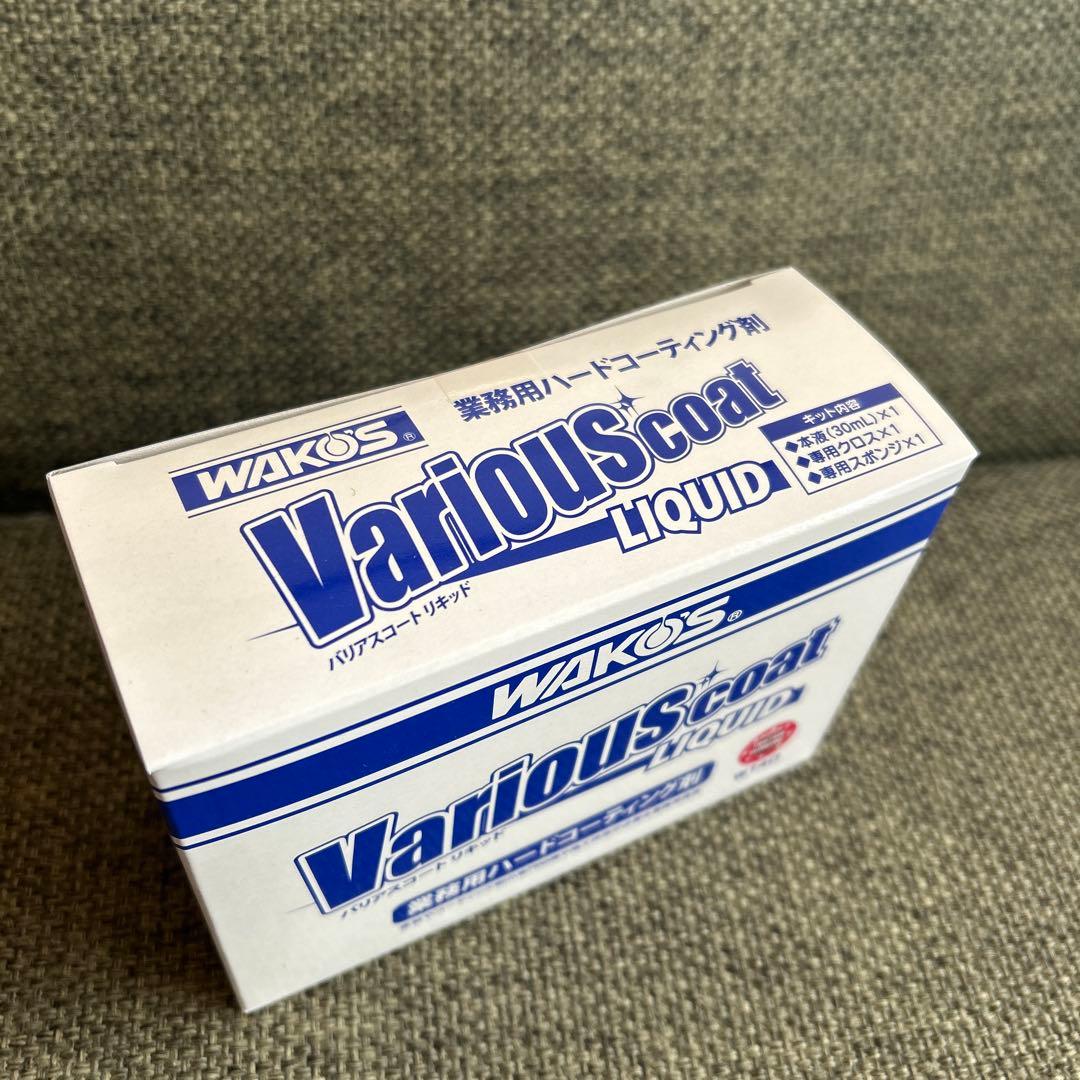 業務用ハードコーティング剤
WAKO'S®
VariouS coat
LIQUID
バリアスコート リキッド
キット内容
◆本液(30mL)×1
◆専用クロス×1
◆専用スポンジ×1
WAKO'S®
VariouS coat
LIQUID
バリアスコート リキッド
業務用ハードコーティング剤